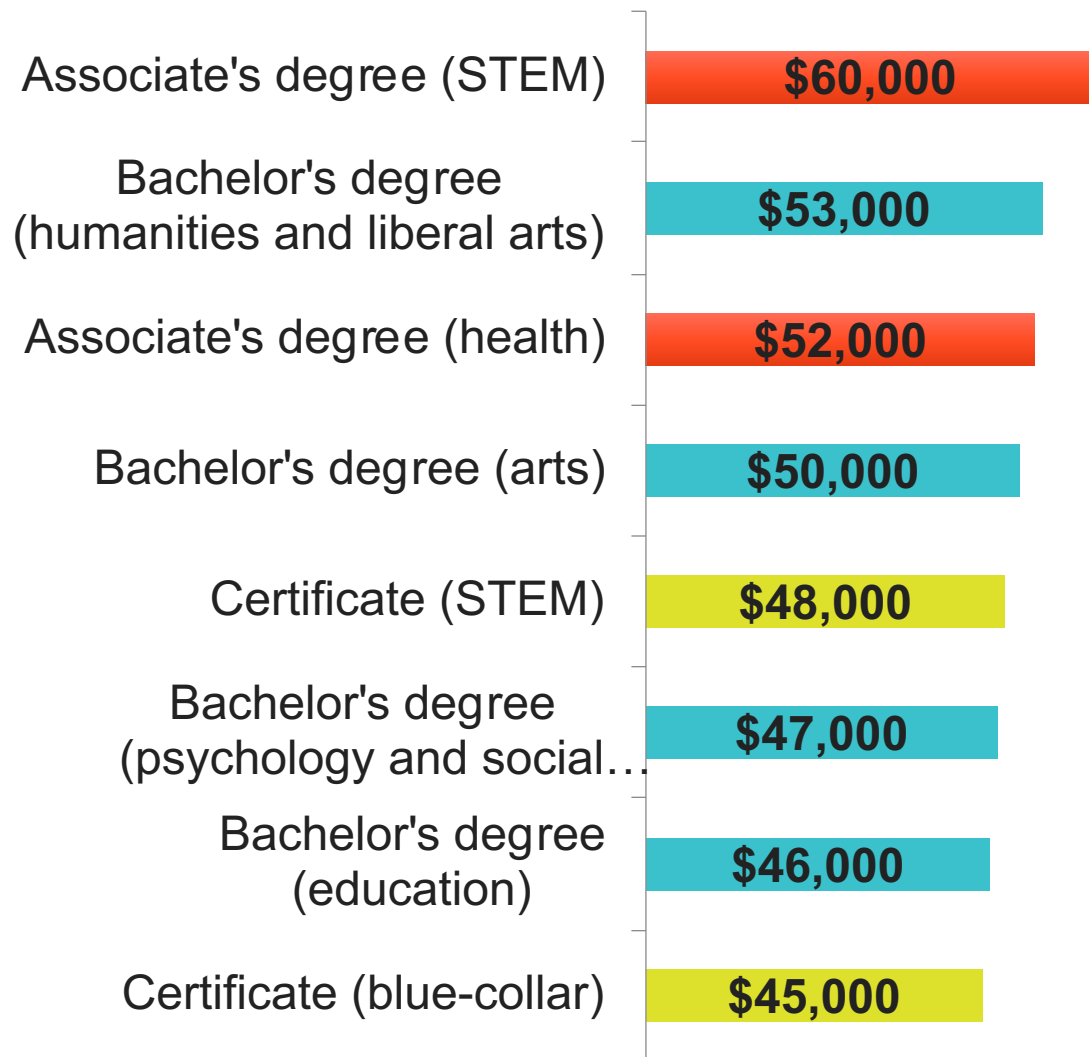 Associate's degree (STEM)
$60,000
Bachelor's degree
(humanities and liberal arts)
$53,000
Associate's degree (health)
$52,000
Bachelor's degree (arts)
$50,000
Certificate (STEM)
$48,000
Bachelor's degree
(psychology and social…
$47,000
Bachelor's degree
(education)
$46,000
Certificate (blue-collar)
$45,000